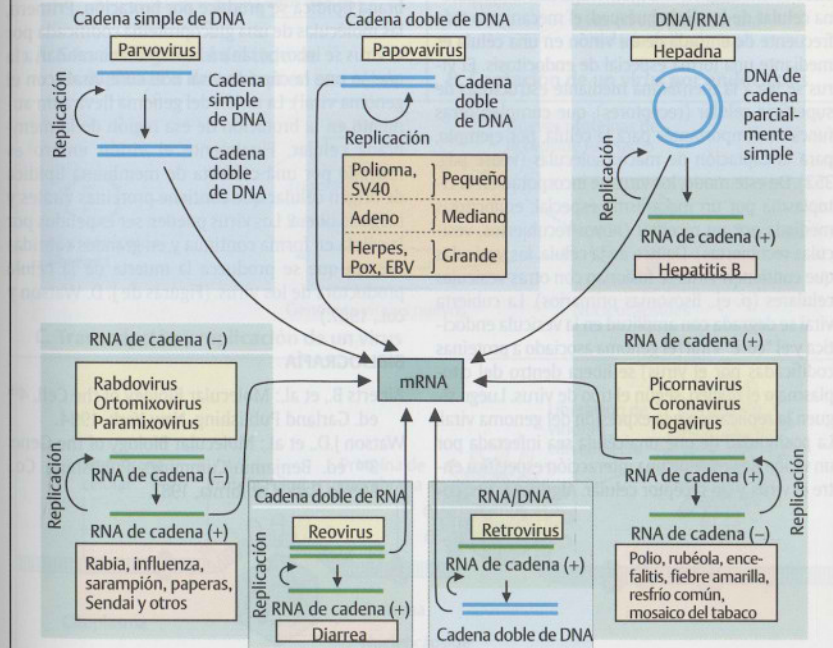 Cadena simple de DNA
Parvovirus
Replicación
Cadena
simple
de DNA
Cadena
doble
de DNA
Cadena doble de DNA
Papovavirus
Cadena
doble
de DNA
Replicación
Polioma,
SV40
Pequeño
Adeno
Mediano
Herpes,
Pox, EBV
Grande
DNA/RNA
Hepadna
DNA de
cadena
parcial-
mente
simple
Replicación
RNA de cadena (+)
Hepatitis B
mRNA
RNA de cadena (–)
Rabdovirus
Ortomixovirus
Paramixovirus
Replicación
RNA de cadena (–)
RNA de cadena (+)
Rabia, influenza,
sarampión, paperas,
Sendai y otros
Cadena doble de RNA
Reovirus
Replicación
RNA de cadena (+)
Diarrea
RNA/DNA
Retrovirus
RNA de cadena (+)
Cadena doble de DNA
RNA de cadena (+)
Picornavirus
Coronavirus
Togavirus
Replicación
RNA de cadena (+)
RNA de cadena (–)
Polio, rubéola, ence-
falitis, fiebre amarilla,
resfrío común,
mosaico del tabaco